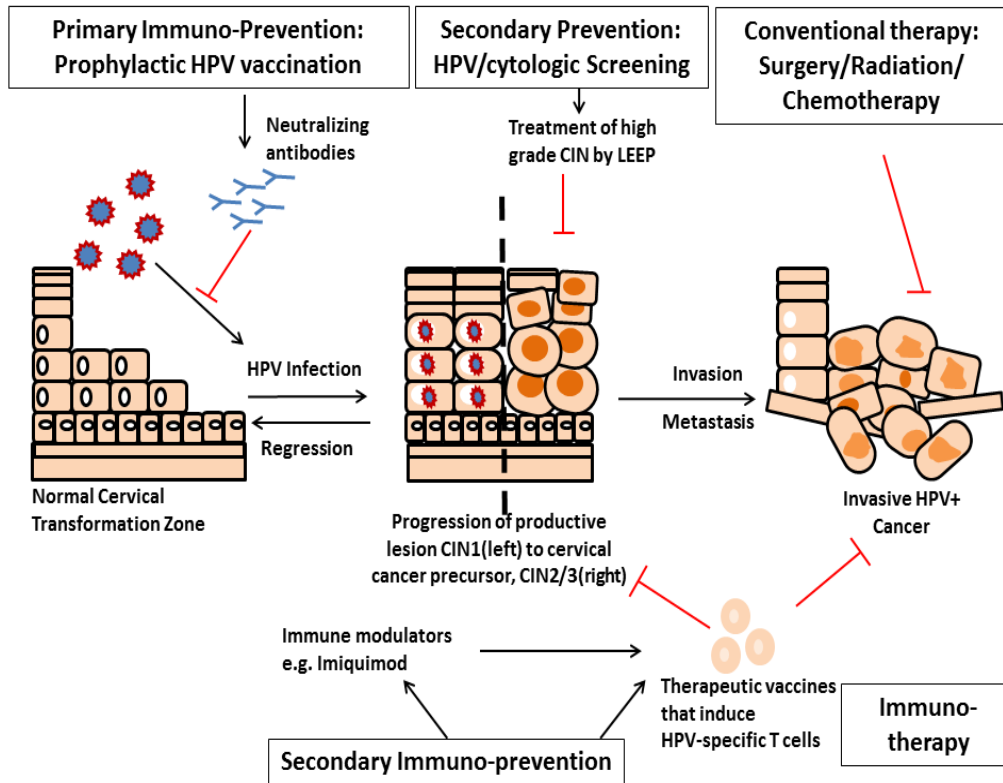 Primary Immuno-Prevention:
Prophylactic HPV vaccination
Secondary Prevention:
HPV/cytologic Screening
Conventional therapy:
Surgery/Radiation/
Chemotherapy
Neutralizing
antibodies
Treatment of high
grade CIN by LEEP
HPV Infection
Regression
Invasion
Metastasis
Normal Cervical
Transformation Zone
Progression of productive
lesion CIN1(left) to cervical
cancer precursor, CIN2/3(right)
Invasive HPV+
Cancer
Immune modulators
e.g. Imiquimod
Therapeutic vaccines
that induce
HPV-specific T cells
Immuno-
therapy
Secondary Immuno-prevention